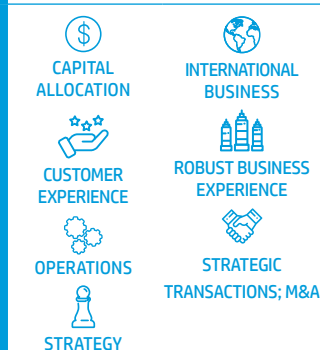 CAPITAL
ALLOCATION
INTERNATIONAL
BUSINESS
CUSTOMER
EXPERIENCE
ROBUST BUSINESS
EXPERIENCE
OPERATIONS
STRATEGIC
TRANSACTIONS; M&A
STRATEGY